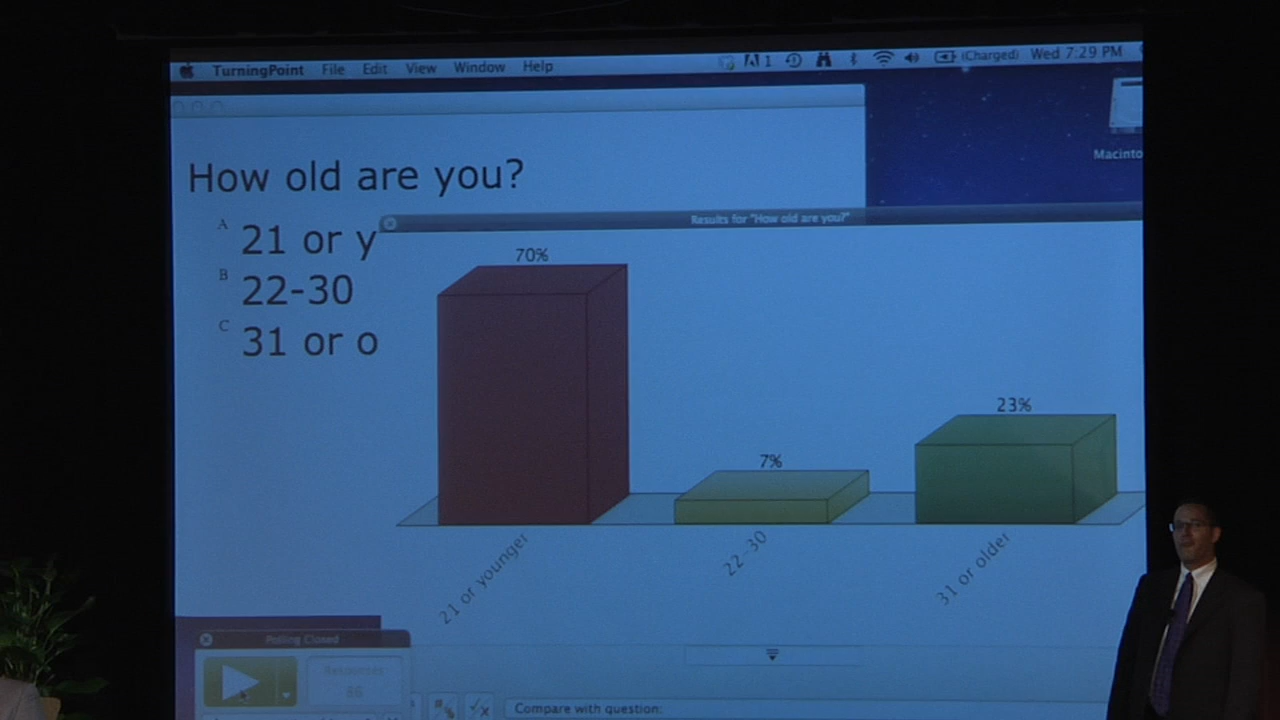 TurningPoint File Edit View Window Help 1 (Charged) Wed 7:29 PM
Macinto
How old are you?
Results for "How old are you?"
A 21 or y
B 22-30
C 31 or o
70%
7%
23%
21 or younger
22-30
31 or older
Polling Closed
Responses:
86
Compare with question: